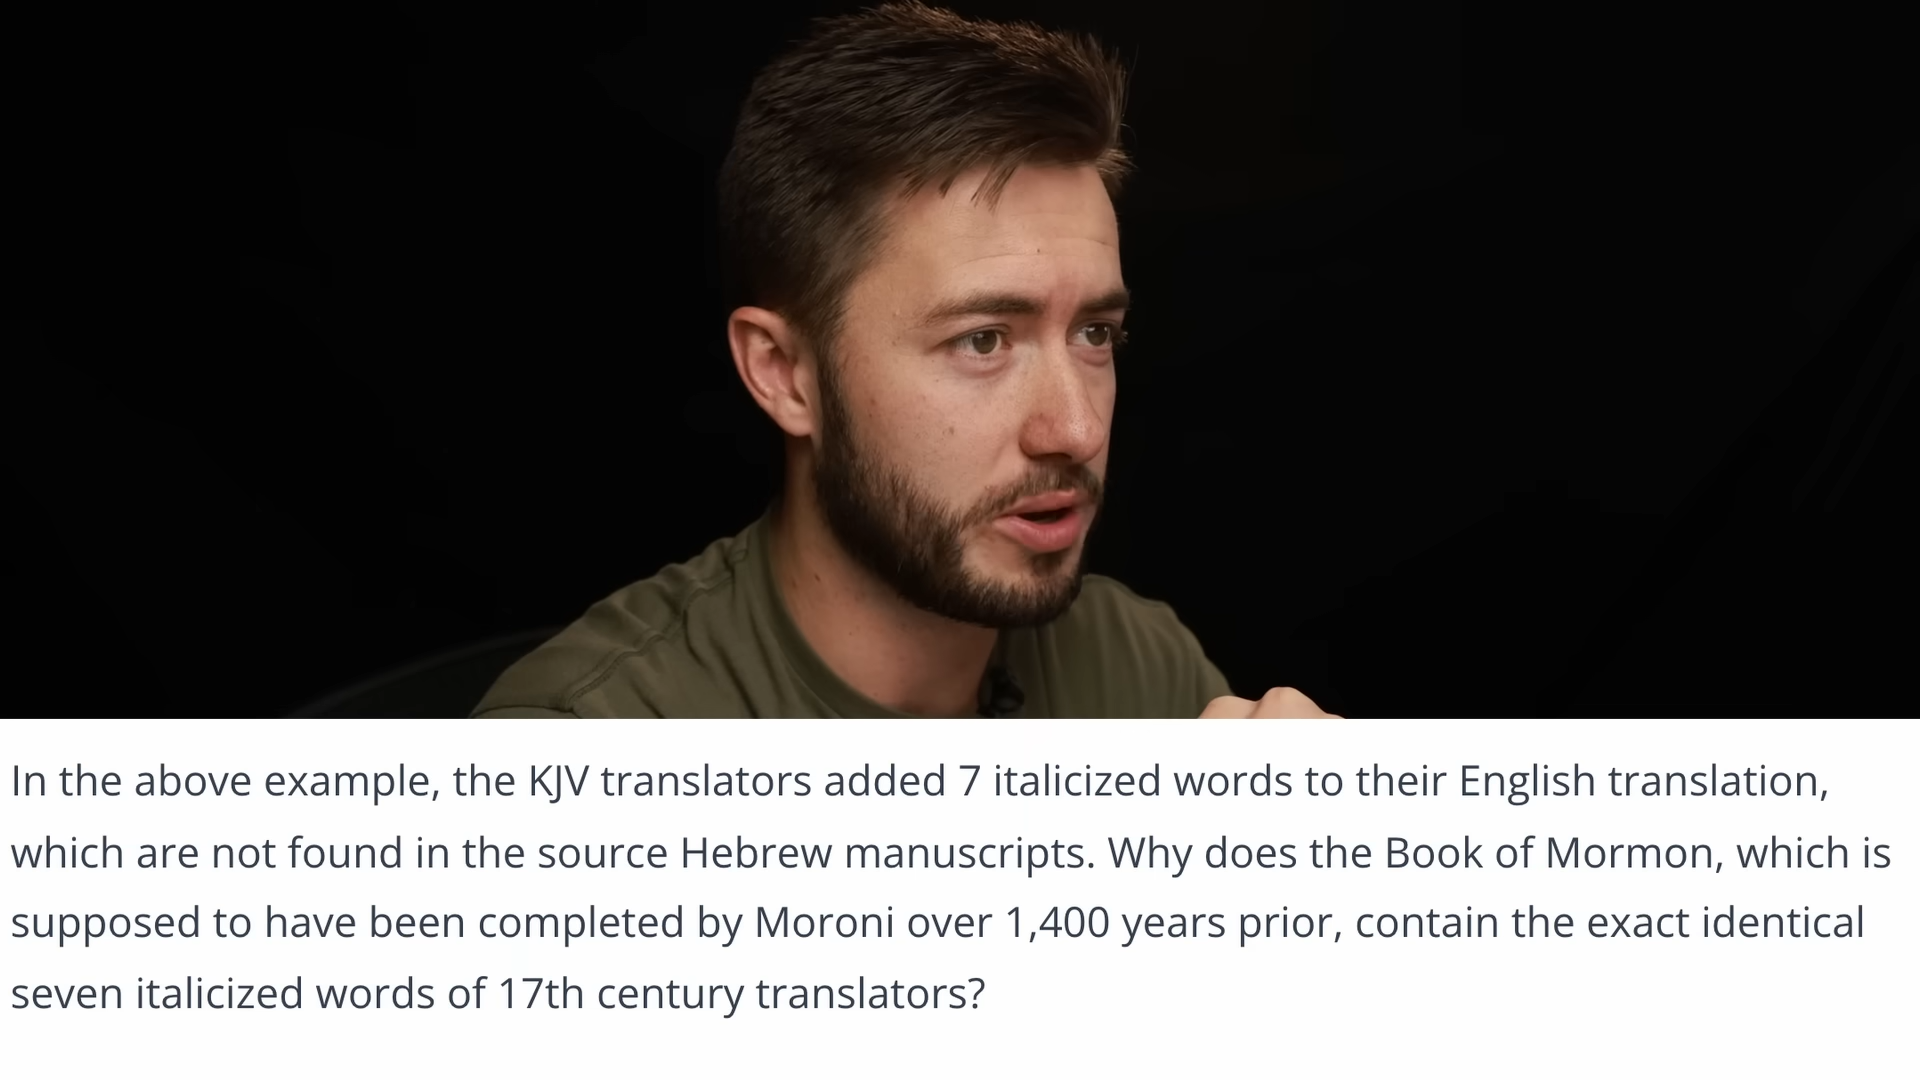 In the above example, the KJV translators added 7 italicized words to their English translation,
which are not found in the source Hebrew manuscripts. Why does the Book of Mormon, which is
supposed to have been completed by Moroni over 1,400 years prior, contain the exact identical
seven italicized words of 17th century translators?